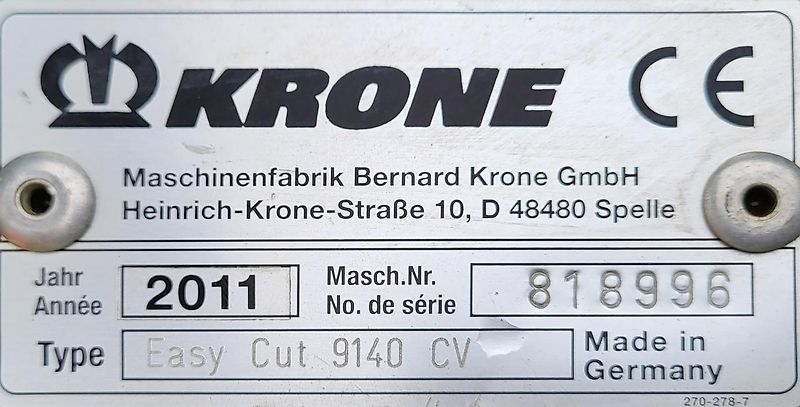 KRONE CE
Maschinenfabrik Bernard Krone GmbH
Heinrich-Krone-Straße 10, D 48480 Spelle
Jahr
Année
2011
Masch.Nr.
No. de série
818996
Type Easy Cut 9140 CV
Made in
Germany
270-278-7